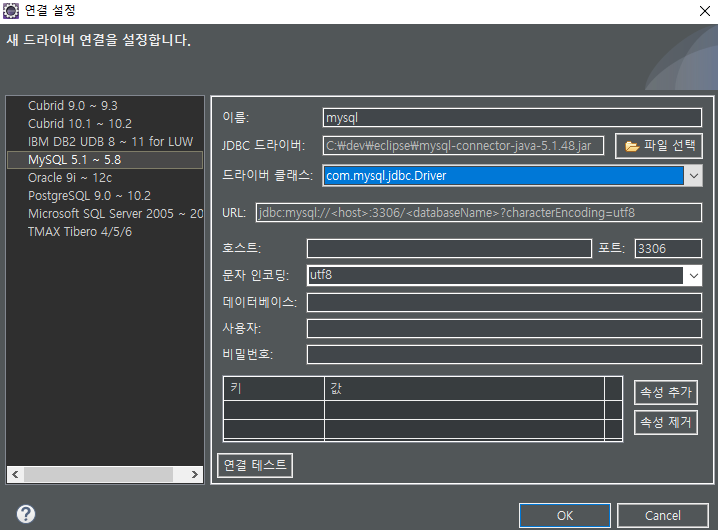 연결 설정
새 드라이버 연결을 설정합니다.
Cubrid 9.0 ~ 9.3
Cubrid 10.1 ~ 10.2
IBM DB2 UDB 8 ~ 11 for LUW
MySQL 5.1 ~ 5.8
Oracle 9i ~ 12c
PostgreSQL 9.0 ~ 10.2
Microsoft SQL Server 2005 ~ 20
TMAX Tibero 4/5/6
이름: mysql
JDBC 드라이버: C:₩dev₩eclipse₩mysql-connector-java-5.1.48.jar 파일 선택
드라이버 클래스: com.mysql.jdbc.Driver
URL: jdbc:mysql://<host>:3306/<databaseName>?characterEncoding=utf8
호스트: 포트: 3306
문자 인코딩: utf8
데이터베이스:
사용자:
비밀번호:
키 값
속성 추가
속성 제거
연결 테스트
?
OK Cancel